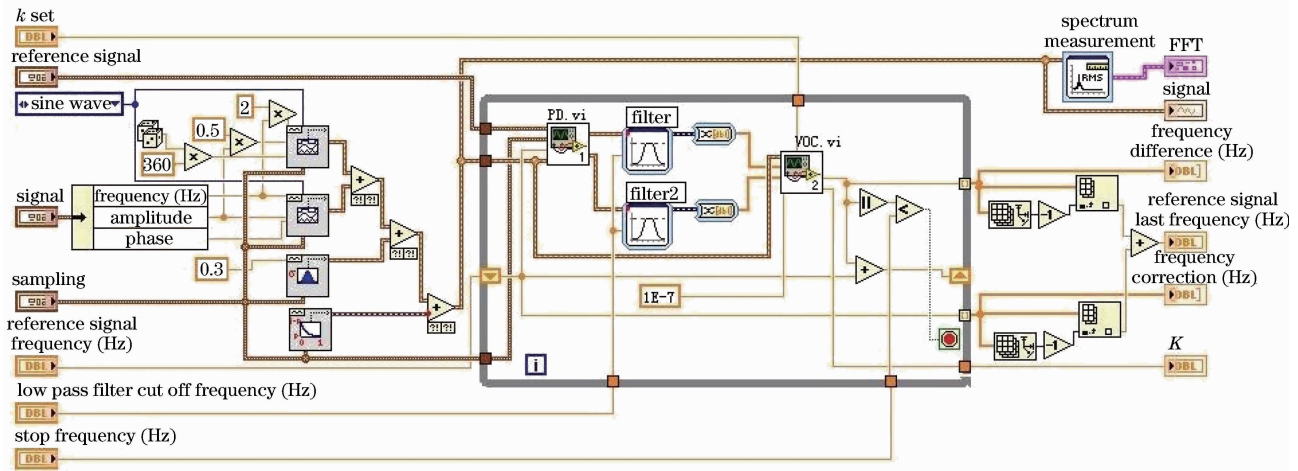 k set
DBL
reference signal
sine wave
2
0.5
360
signal
frequency (Hz)
amplitude
phase
0.3
sampling
reference signal
frequency (Hz)
DBL
low pass filter cut off frequency (Hz)
DBL
stop frequency (Hz)
DBL
PD.vi
1
filter
filter2
VOC.vi
2
1E-7
i
spectrum
measurement
RMS
FFT
signal
frequency
difference (Hz)
DBL
-1
reference signal
last frequency (Hz)
DBL
frequency
correction (Hz)
DBL
-1
K
DBL